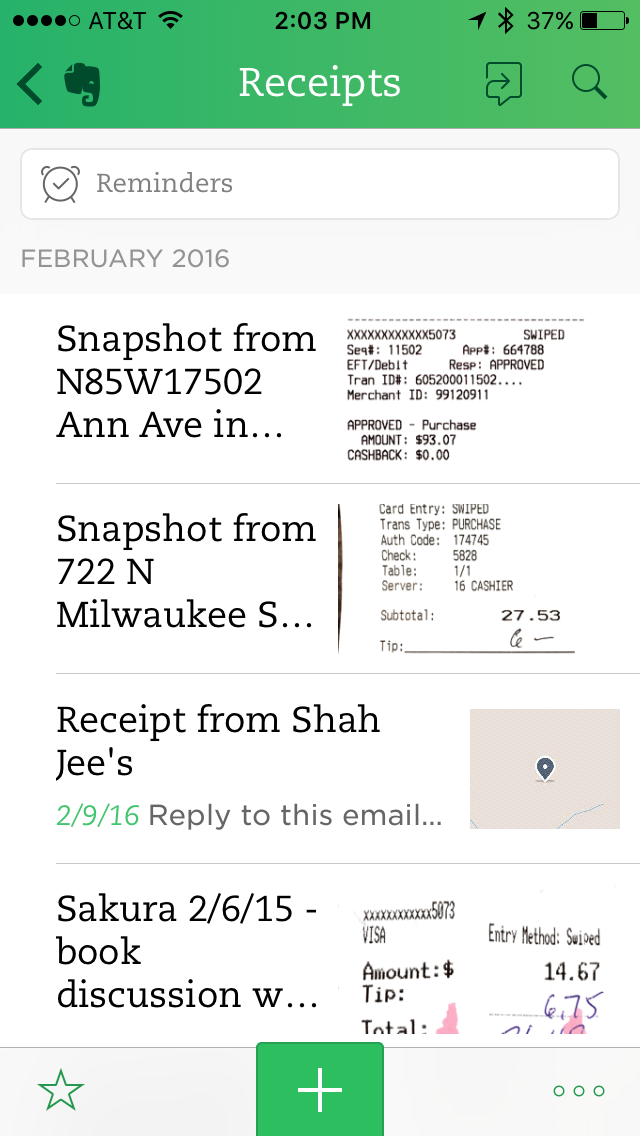 AT&T 2:03 PM 37%
Receipts
Reminders
FEBRUARY 2016
Snapshot from
N85W17502
Ann Ave in…
XXXXXXXXXXXX5073 SWIPED
Seq#: 11502 App#: 664788
EFT/Debit Resp: APPROVED
Tran ID#: 605200011502....
Merchant ID: 99120911
APPROVED - Purchase
AMOUNT: $93.07
CASHBACK: $0.00
Snapshot from
722 N
Milwaukee S…
Card Entry: SWIPED
Trans Type: PURCHASE
Auth Code: 174745
Check: 5828
Table: 1/1
Server: 16 CASHIER
Subtotal: 27.53
Tip: 6 —
Receipt from Shah
Jee's
2/9/16 Reply to this email...
Sakura 2/6/15 -
book
discussion w…
xxxxxxxxxxxx5073
VISA Entry Method: Swiped
Amount:$ 14.67
Tip: 6.75
Total: